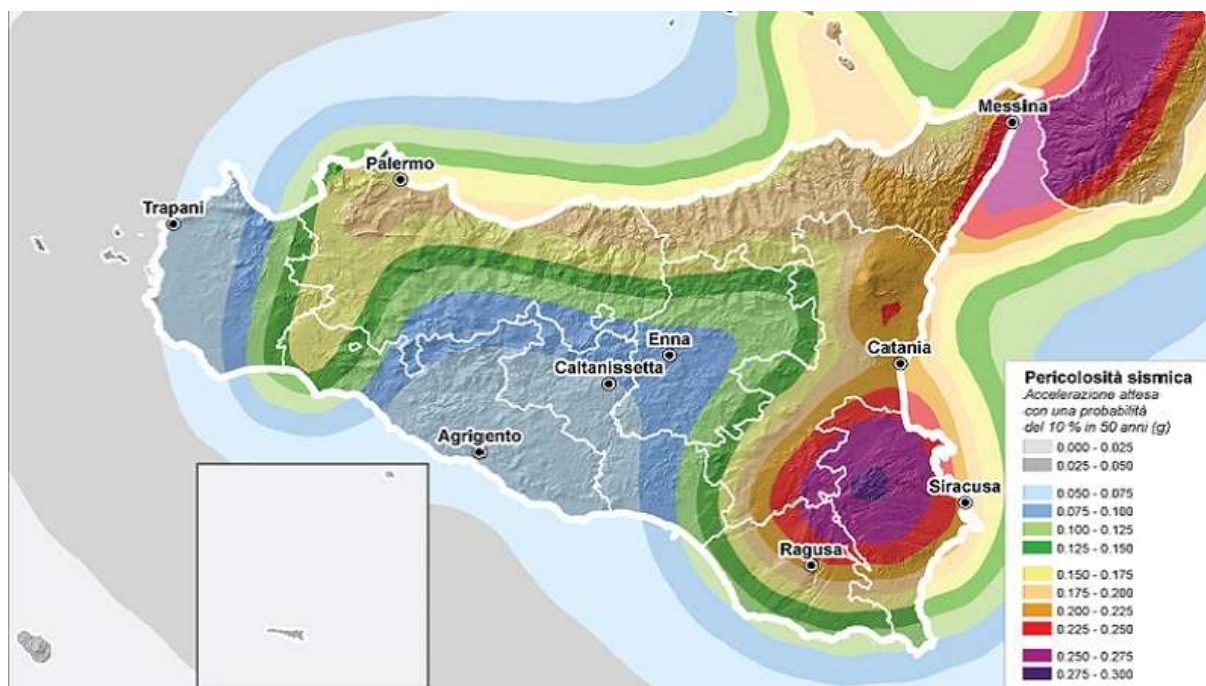 Messina
Palermo
Trapani
Enna
Catania
Caltanissetta
Agrigento
Siracusa
Ragusa
Pericolosità sismica
Accelerazione attesa
con una probabilità
del 10 % in 50 anni (g)
0.000 - 0.025
0.025 - 0.050
0.050 - 0.075
0.075 - 0.100
0.100 - 0.125
0.125 - 0.150
0.150 - 0.175
0.175 - 0.200
0.200 - 0.225
0.225 - 0.250
0.250 - 0.275
0.275 - 0.300